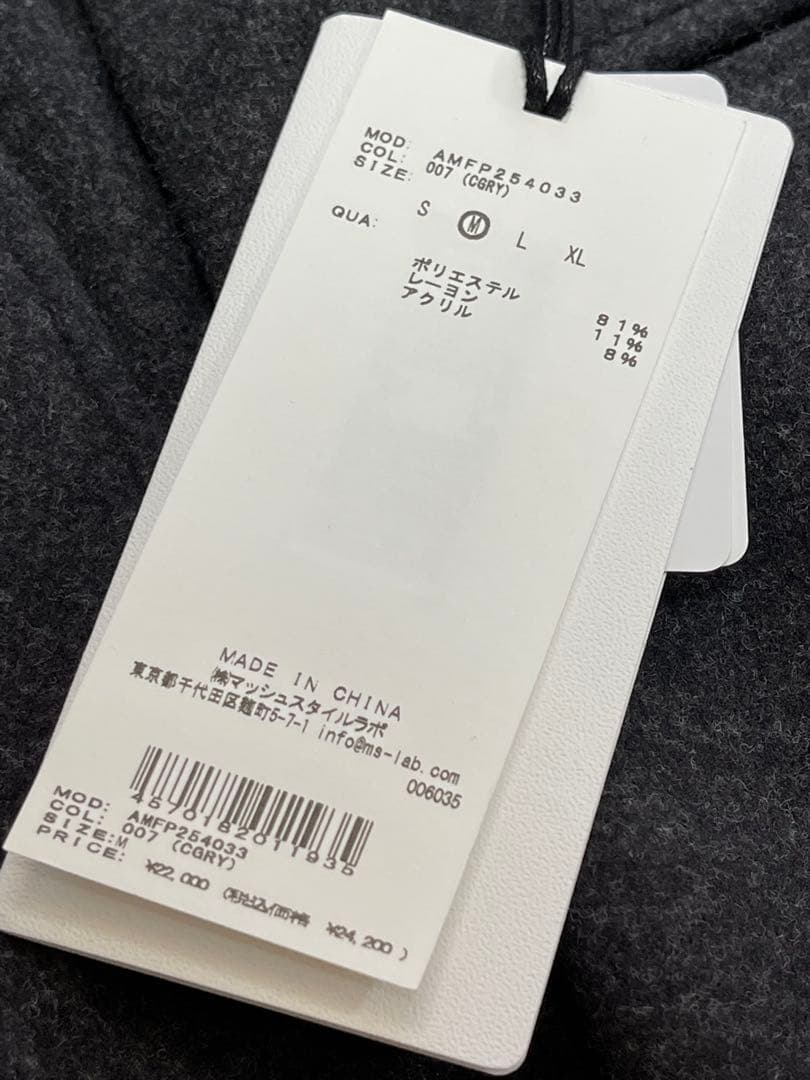 MOD: AMFP254033
COL: 007 (CGRY)
SIZE:
S Ⓜ L XL
QUA:
ポリエステル 81%
レーヨン 11%
アクリル 8%
MADE IN CHINA
㈱マッシュスタイルラボ
東京都千代田区麹町5-7-1 info@ms-lab.com
006035
4570182011935
MOD: AMFP254033
COL: 007 (CGRY)
SIZE:M
PRICE: ¥22,000 (税込価格 ¥24,200 )